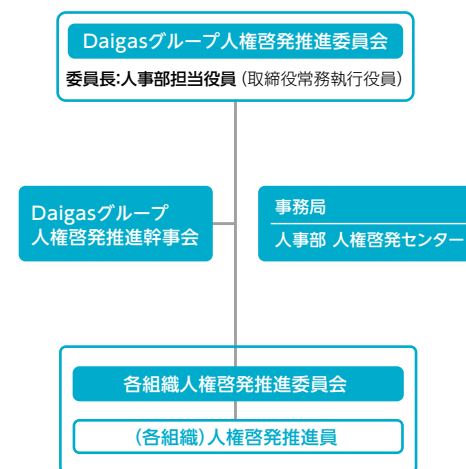 Daigasグループ人権啓発推進委員会
委員長:人事部担当役員(取締役常務執行役員)
Daigasグループ
人権啓発推進幹事会
事務局
人事部 人権啓発センター
各組織人権啓発推進委員会
(各組織)人権啓発推進員